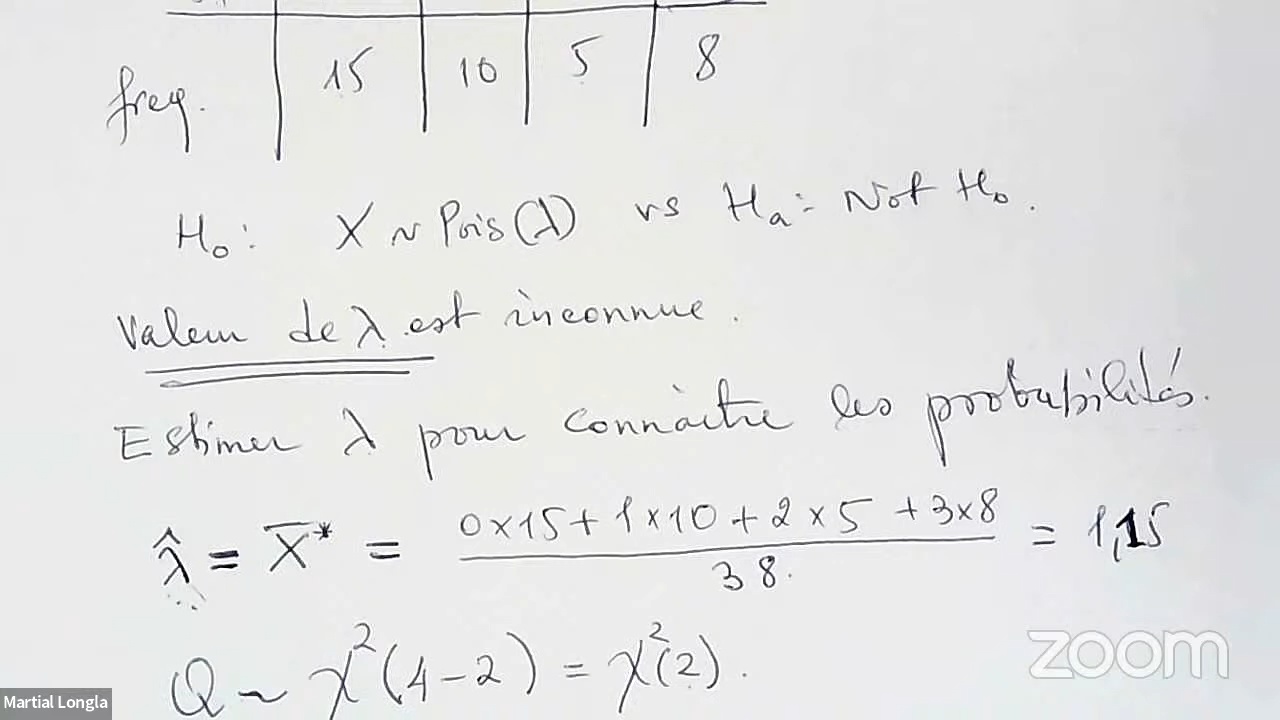 freq. 15 10 5 8
H₀: X ~ Pois(λ) vs Hₐ: Not H₀.
Valeur de λ est inconnue.
Estimer λ pour connaître les probabilités.
λ̂ = X̄* = (0×15 + 1×10 + 2×5 + 3×8) / 38. = 1,15
Q ~ χ²(4-2) = χ²(2).
zoom
Martial Longla